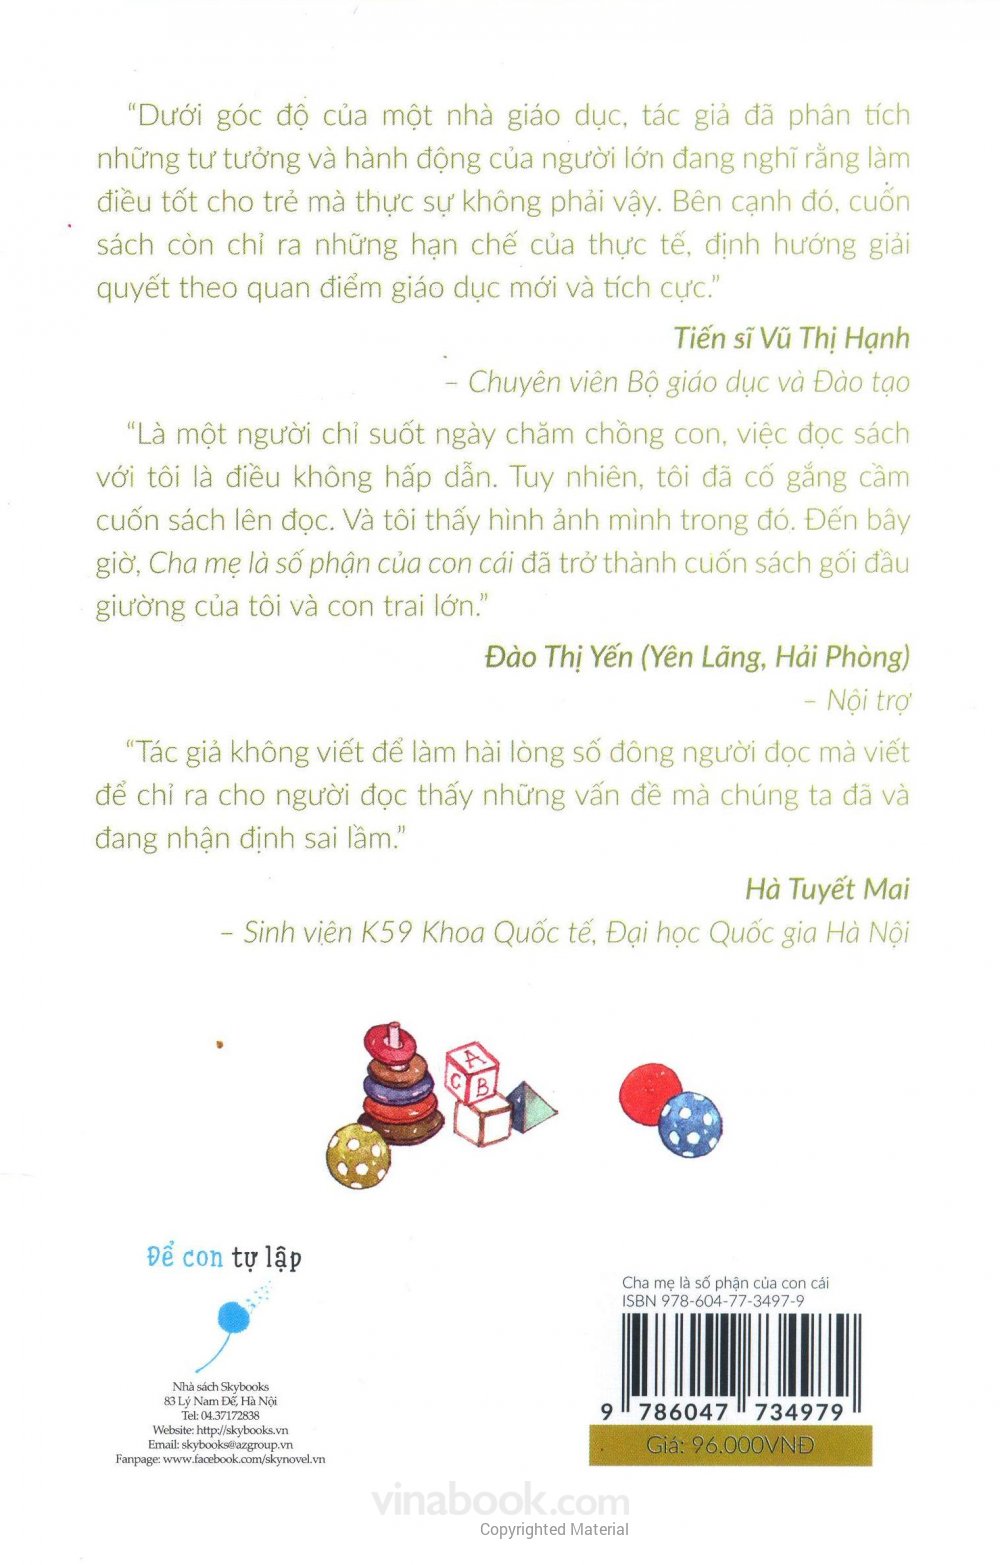 “Dưới góc độ của một nhà giáo dục, tác giả đã phân tích
những tư tưởng và hành động của người lớn đang nghĩ rằng làm
điều tốt cho trẻ mà thực sự không phải vậy. Bên cạnh đó, cuốn
sách còn chỉ ra những hạn chế của thực tế, định hướng giải
quyết theo quan điểm giáo dục mới và tích cực.”
Tiến sĩ Vũ Thị Hạnh
– Chuyên viên Bộ giáo dục và Đào tạo
“Là một người chỉ suốt ngày chăm chồng con, việc đọc sách
với tôi là điều không hấp dẫn. Tuy nhiên, tôi đã cố gắng cầm
cuốn sách lên đọc. Và tôi thấy hình ảnh mình trong đó. Đến bây
giờ, Cha mẹ là số phận của con cái đã trở thành cuốn sách gối đầu
giường của tôi và con trai lớn.”
Đào Thị Yến (Yên Lãng, Hải Phòng)
– Nội trợ
“Tác giả không viết để làm hài lòng số đông người đọc mà viết
để chỉ ra cho người đọc thấy những vấn đề mà chúng ta đã và
đang nhận định sai lầm.”
Hà Tuyết Mai
– Sinh viên K59 Khoa Quốc tế, Đại học Quốc gia Hà Nội
A
C B
Để con tự lập
Nhà sách Skybooks
83 Lý Nam Đế, Hà Nội
Tel: 04.37172838
Website: http://skybooks.vn
Email: skybooks@azgroup.vn
Fanpage: www.facebook.com/skynovel.vn
Cha mẹ là số phận của con cái
ISBN 978-604-77-3497-9
9 786047 734979
Giá: 96.000VNĐ
vinabook.com
Copyrighted Material